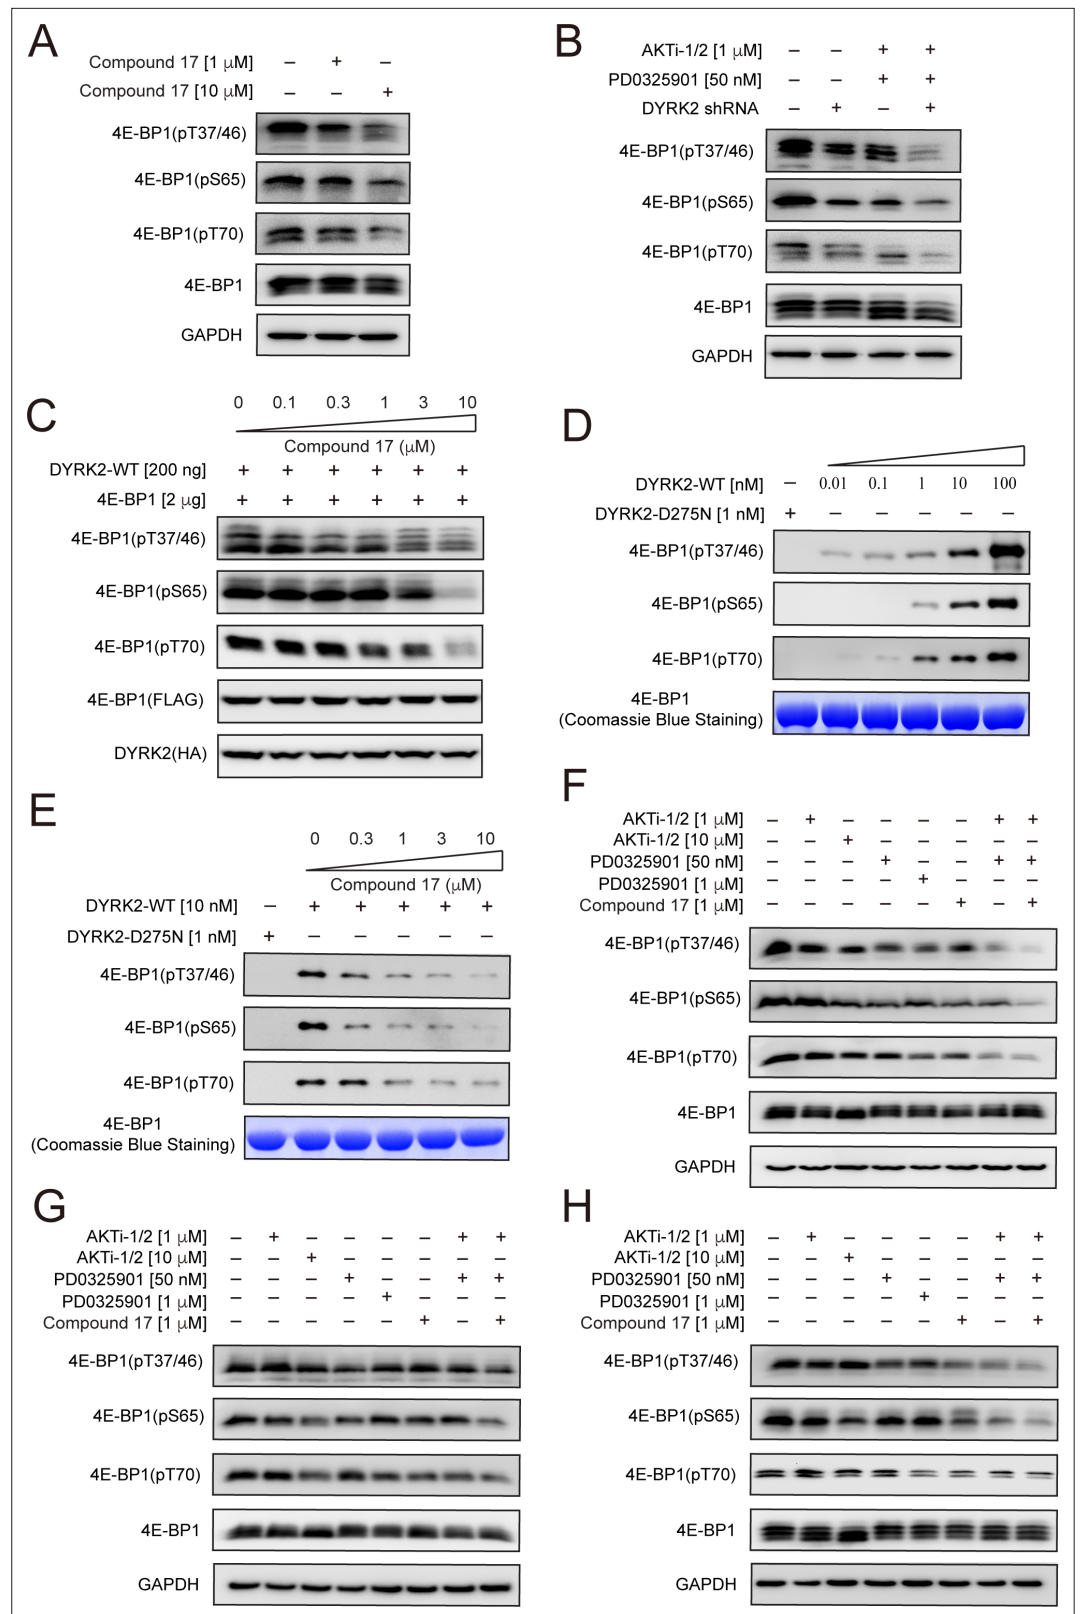 A
Compound 17 [1 μM] – + –
Compound 17 [10 μM] – – +
4E-BP1(pT37/46)
4E-BP1(pS65)
4E-BP1(pT70)
4E-BP1
GAPDH
B
AKTi-1/2 [1 μM] – – + +
PD0325901 [50 nM] – – + +
DYRK2 shRNA – + – +
4E-BP1(pT37/46)
4E-BP1(pS65)
4E-BP1(pT70)
4E-BP1
GAPDH
C
0 0.1 0.3 1 3 10
Compound 17 (μM)
DYRK2-WT [200 ng] + + + + + +
4E-BP1 [2 μg] + + + + + +
4E-BP1(pT37/46)
4E-BP1(pS65)
4E-BP1(pT70)
4E-BP1(FLAG)
DYRK2(HA)
D
DYRK2-WT [nM] – 0.01 0.1 1 10 100
DYRK2-D275N [1 nM] + – – – – –
4E-BP1(pT37/46)
4E-BP1(pS65)
4E-BP1(pT70)
4E-BP1
(Coomassie Blue Staining)
E
0 0.3 1 3 10
Compound 17 (μM)
DYRK2-WT [10 nM] – + + + + +
DYRK2-D275N [1 nM] + – – – – –
4E-BP1(pT37/46)
4E-BP1(pS65)
4E-BP1(pT70)
4E-BP1
(Coomassie Blue Staining)
F
AKTi-1/2 [1 μM] – + – – – – + +
AKTi-1/2 [10 μM] – – + – – – – –
PD0325901 [50 nM] – – – + – – + +
PD0325901 [1 μM] – – – – + – – –
Compound 17 [1 μM] – – – – – + – +
4E-BP1(pT37/46)
4E-BP1(pS65)
4E-BP1(pT70)
4E-BP1
GAPDH
G
AKTi-1/2 [1 μM] – + – – – – + +
AKTi-1/2 [10 μM] – – + – – – – –
PD0325901 [50 nM] – – – + – – + +
PD0325901 [1 μM] – – – – + – – –
Compound 17 [1 μM] – – – – – + – +
4E-BP1(pT37/46)
4E-BP1(pS65)
4E-BP1(pT70)
4E-BP1
GAPDH
H
AKTi-1/2 [1 μM] – + – – – – + +
AKTi-1/2 [10 μM] – – + – – – – –
PD0325901 [50 nM] – – – + – – + +
PD0325901 [1 μM] – – – – + – – –
Compound 17 [1 μM] – – – – – + – +
4E-BP1(pT37/46)
4E-BP1(pS65)
4E-BP1(pT70)
4E-BP1
GAPDH